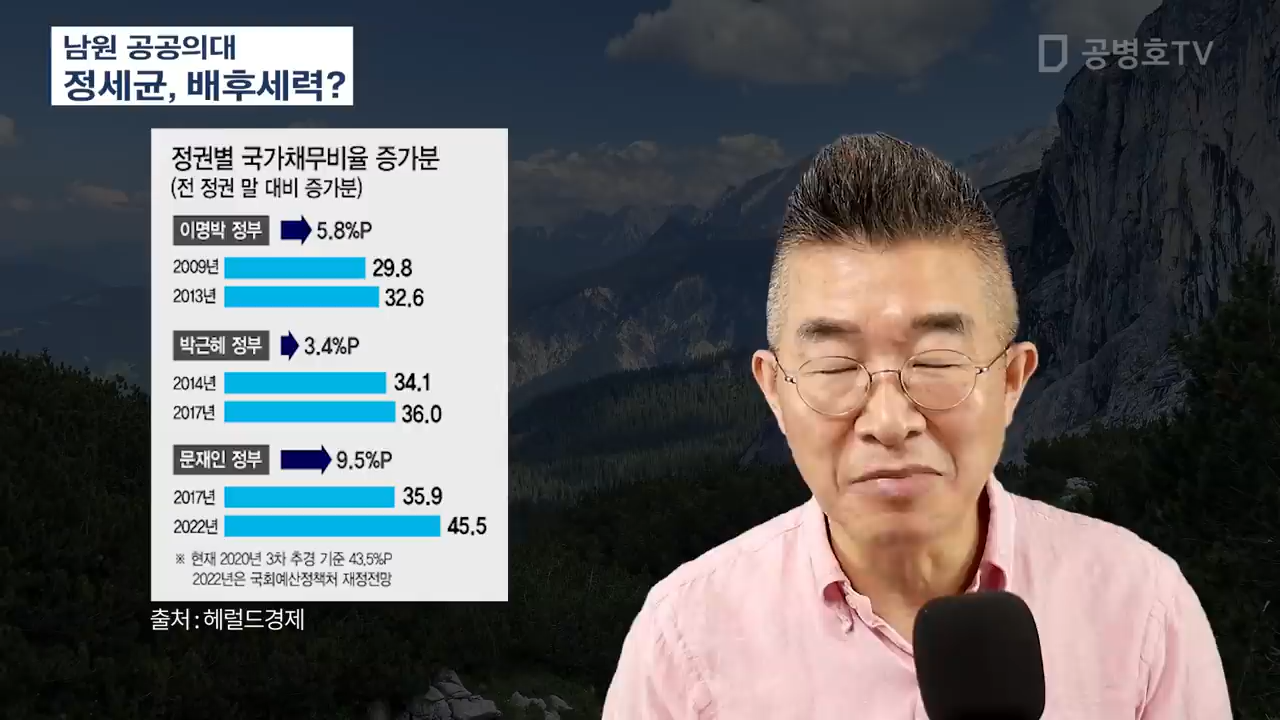 남원 공공의대
정세균, 배후세력?
공병호TV
정권별 국가채무비율 증가분
(전 정권 말 대비 증가분)
이명박 정부 5.8%P
2009년 29.8
2013년 32.6
박근혜 정부 3.4%P
2014년 34.1
2017년 36.0
문재인 정부 9.5%P
2017년 35.9
2022년 45.5
※ 현재 2020년 3차 추경 기준 43.5%P
2022년은 국회예산정책처 재정전망
출처 : 헤럴드경제